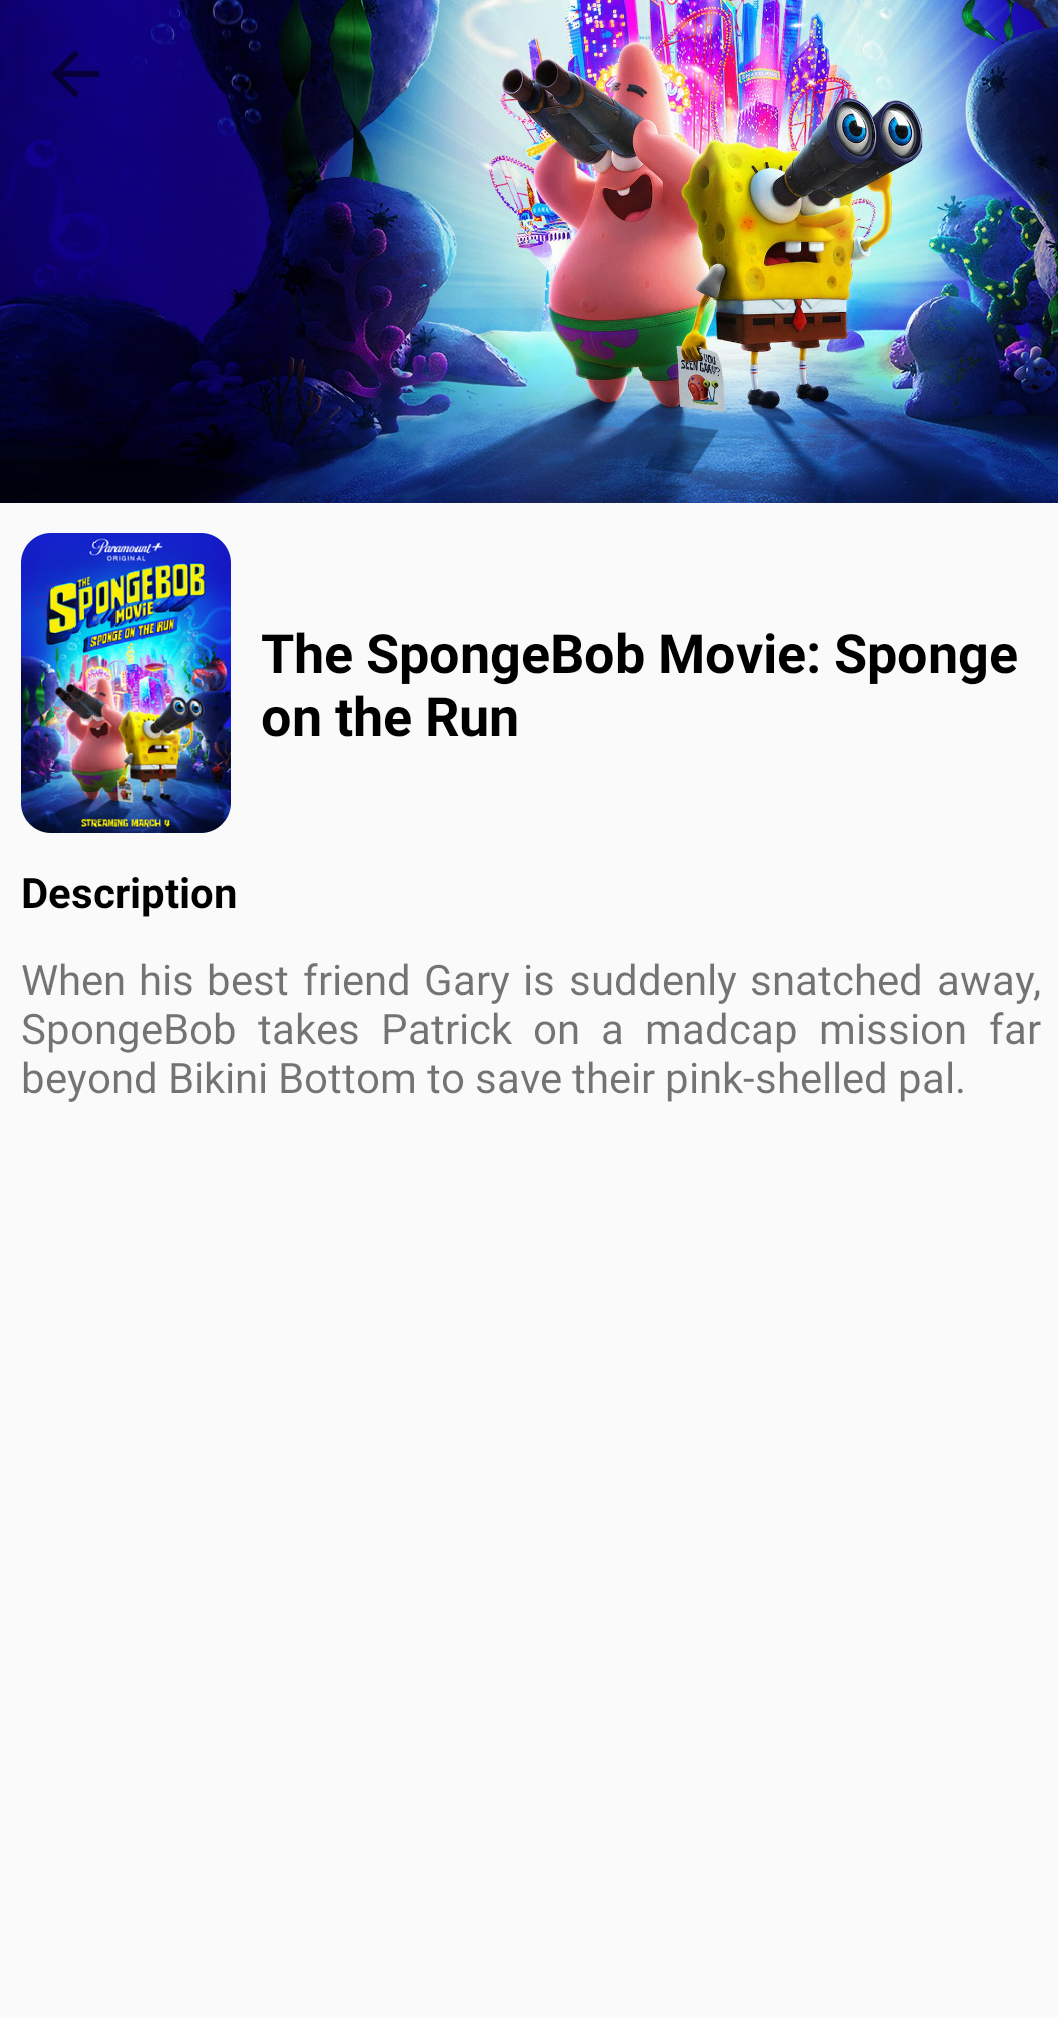 SEEN GARY?
Paramount+
ORIGINAL
THE
SPONGEBOB
MOVIE
SPONGE ON THE RUN
STREAMING MARCH 4
The SpongeBob Movie: Sponge
on the Run
Description
When his best friend Gary is suddenly snatched away,
SpongeBob takes Patrick on a madcap mission far
beyond Bikini Bottom to save their pink-shelled pal.